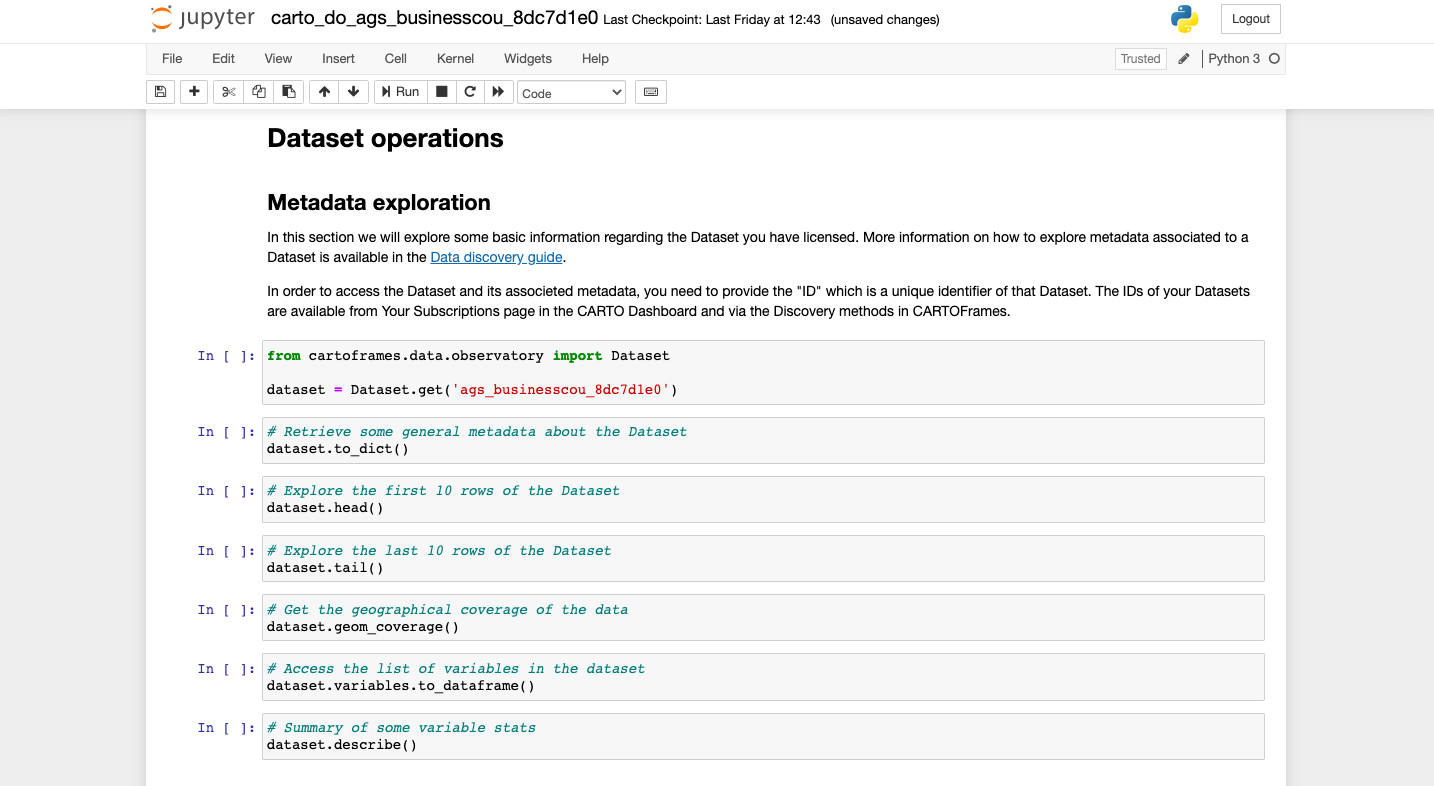 jupyter carto_do_ags_businesscou_8dc7d1e0 Last Checkpoint: Last Friday at 12:43 (unsaved changes) Logout
File Edit View Insert Cell Kernel Widgets Help Trusted Python 3
Run Code
Dataset operations
Metadata exploration
In this section we will explore some basic information regarding the Dataset you have licensed. More information on how to explore metadata associated to a
Dataset is available in the Data discovery guide.
In order to access the Dataset and its associeted metadata, you need to provide the "ID" which is a unique identifier of that Dataset. The IDs of your Datasets
are available from Your Subscriptions page in the CARTO Dashboard and via the Discovery methods in CARTOFrames.
In [ ]: from cartoframes.data.observatory import Dataset
dataset = Dataset.get('ags_businesscou_8dc7d1e0')
In [ ]: # Retrieve some general metadata about the Dataset
dataset.to_dict()
In [ ]: # Explore the first 10 rows of the Dataset
dataset.head()
In [ ]: # Explore the last 10 rows of the Dataset
dataset.tail()
In [ ]: # Get the geographical coverage of the data
dataset.geom_coverage()
In [ ]: # Access the list of variables in the dataset
dataset.variables.to_dataframe()
In [ ]: # Summary of some variable stats
dataset.describe()